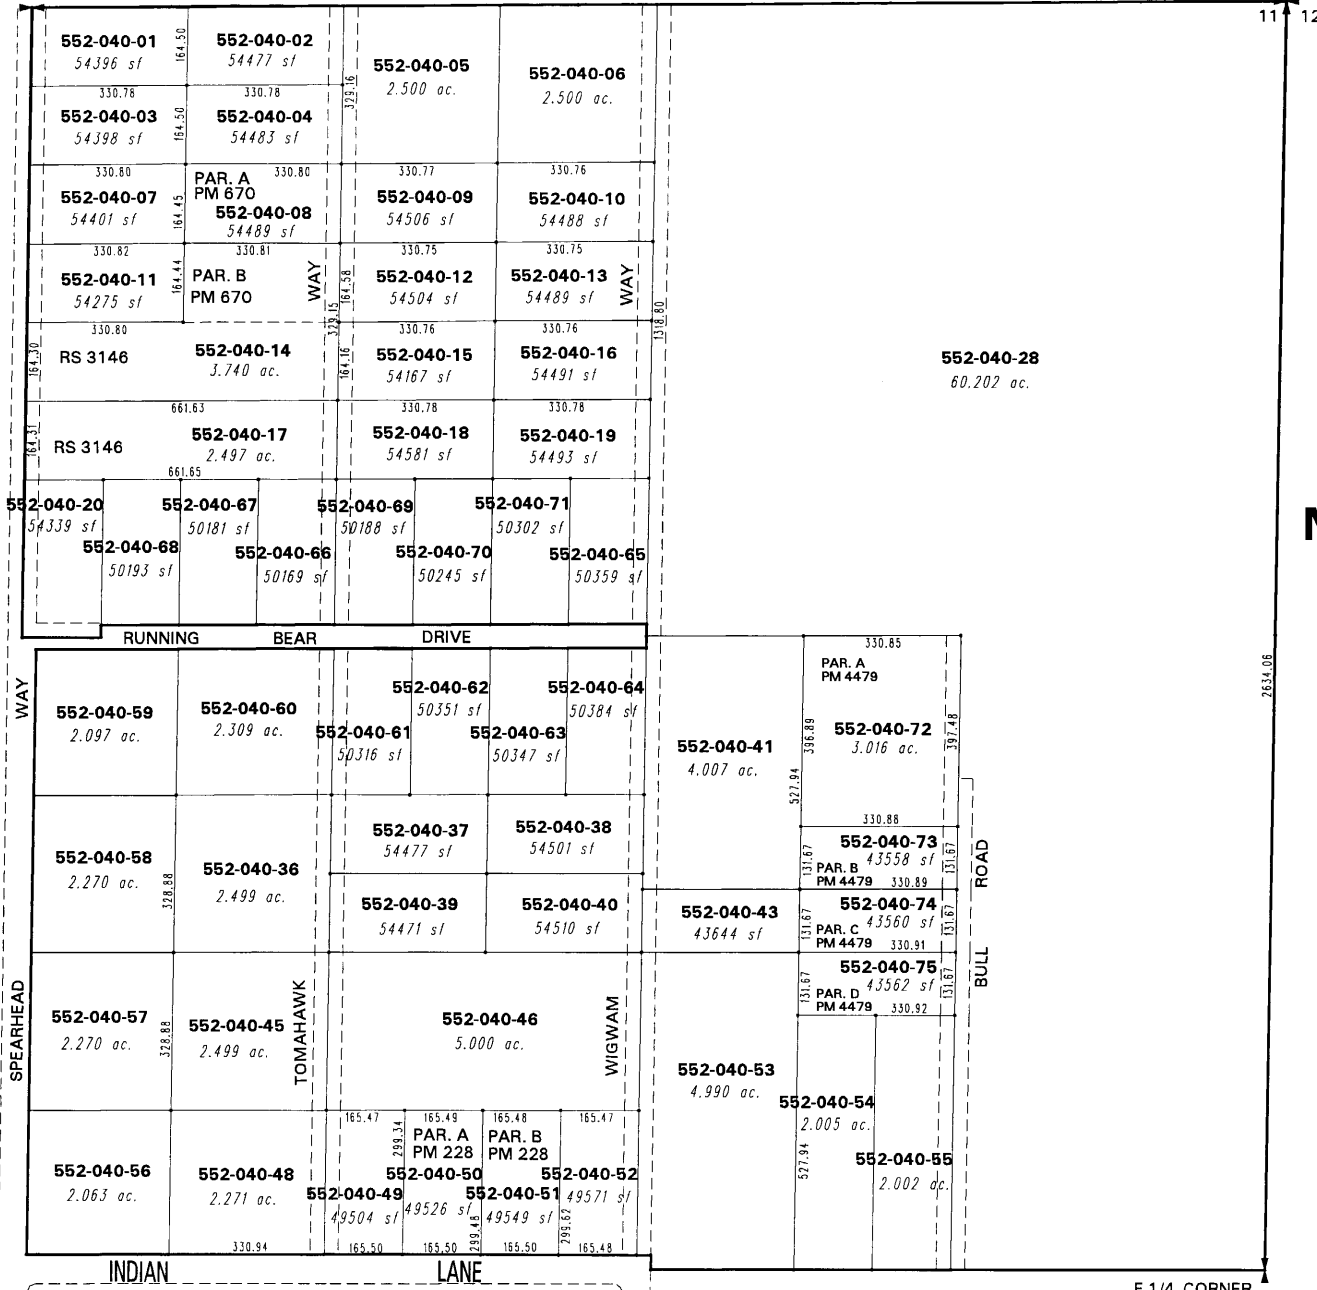 11 12
552-040-01
54396 sf
164.50
552-040-02
54477 sf
329.16
552-040-05
2.500 ac.
552-040-06
2.500 ac.
330.78
330.78
552-040-03
54398 sf
164.50
552-040-04
54483 sf
330.80
PAR. A
PM 670
330.80
330.77
330.76
552-040-07
54401 sf
164.45
552-040-08
54489 sf
552-040-09
54506 sf
552-040-10
54488 sf
330.82
330.81
330.75
330.75
552-040-11
54275 sf
164.44
PAR. B
PM 670
WAY
164.58
329.15
552-040-12
54504 sf
552-040-13
54489 sf
WAY
1318.80
330.80
330.76
330.76
164.30
RS 3146
552-040-14
3.740 ac.
164.16
552-040-15
54167 sf
552-040-16
54491 sf
552-040-28
60.202 ac.
661.63
330.78
330.78
164.31
RS 3146
552-040-17
2.497 ac.
552-040-18
54581 sf
552-040-19
54493 sf
661.65
552-040-20
54339 sf
552-040-67
50181 sf
552-040-69
50188 sf
552-040-71
50302 sf
552-040-68
50193 sf
552-040-66
50169 sf
552-040-70
50245 sf
552-040-65
50359 sf
RUNNING BEAR DRIVE
330.85
PAR. A
PM 4479
2634.06
WAY
552-040-59
2.097 ac.
552-040-60
2.309 ac.
552-040-62
50351 sf
552-040-64
50384 sf
552-040-61
50316 sf
552-040-63
50347 sf
552-040-41
4.007 ac.
527.94
396.89
552-040-72
3.016 ac.
397.48
330.88
552-040-58
2.270 ac.
328.88
552-040-36
2.499 ac.
552-040-37
54477 sf
552-040-38
54501 sf
131.67
552-040-73
43558 sf
PAR. B
PM 4479
330.89
131.67
ROAD
552-040-39
54471 sf
552-040-40
54510 sf
552-040-43
43644 sf
131.67
552-040-74
43560 sf
PAR. C
PM 4479
330.91
131.67
BULL
SPEARHEAD
552-040-57
2.270 ac.
328.88
552-040-45
2.499 ac.
TOMAHAWK
552-040-46
5.000 ac.
WIGWAM
131.67
552-040-75
43562 sf
PAR. D
PM 4479
330.92
131.67
552-040-53
4.990 ac.
552-040-54
2.005 ac.
527.94
552-040-55
2.002 ac.
165.47
165.49
165.48
165.47
299.34
PAR. A
PM 228
PAR. B
PM 228
552-040-56
2.063 ac.
552-040-48
2.271 ac.
552-040-49
49504 sf
552-040-50
49526 sf
299.48
552-040-51
49549 sf
552-040-52
49571 sf
299.62
330.94
165.50
165.50
165.50
165.48
INDIAN LANE
E 1/4 CORNER